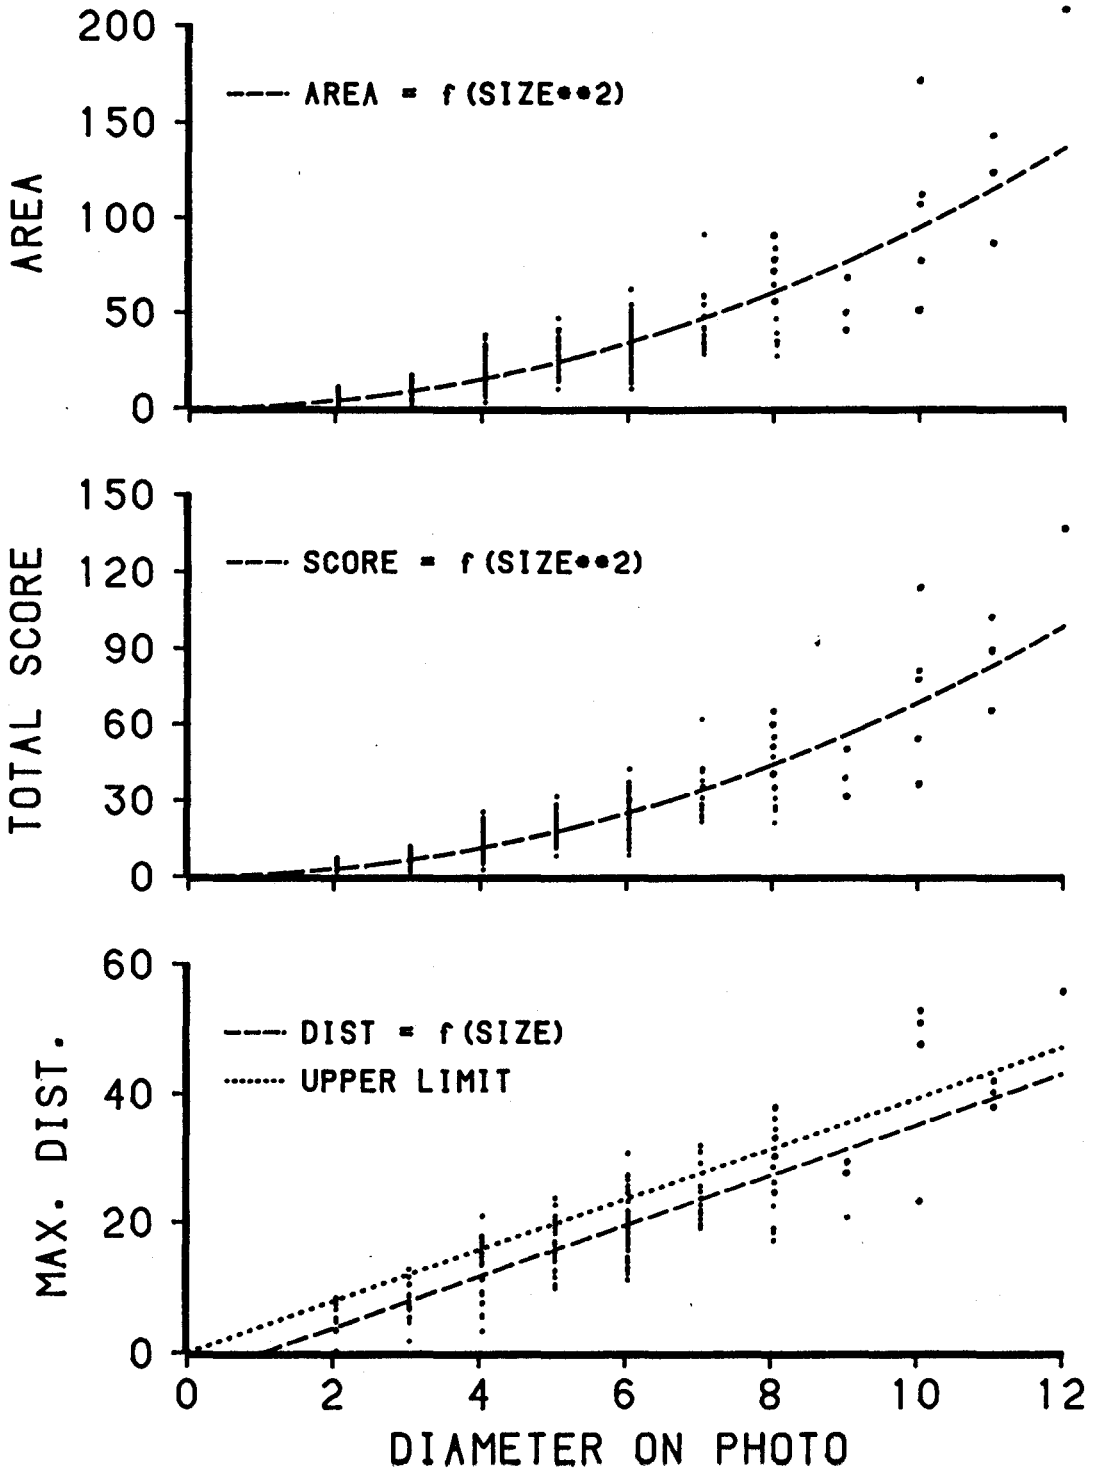 200
150
100
50
0
AREA
--- AREA = f(SIZE**2)
150
120
90
60
30
0
TOTAL SCORE
--- SCORE = f(SIZE**2)
60
40
20
0
MAX. DIST.
--- DIST = f(SIZE)
........ UPPER LIMIT
0 2 4 6 8 10 12
DIAMETER ON PHOTO